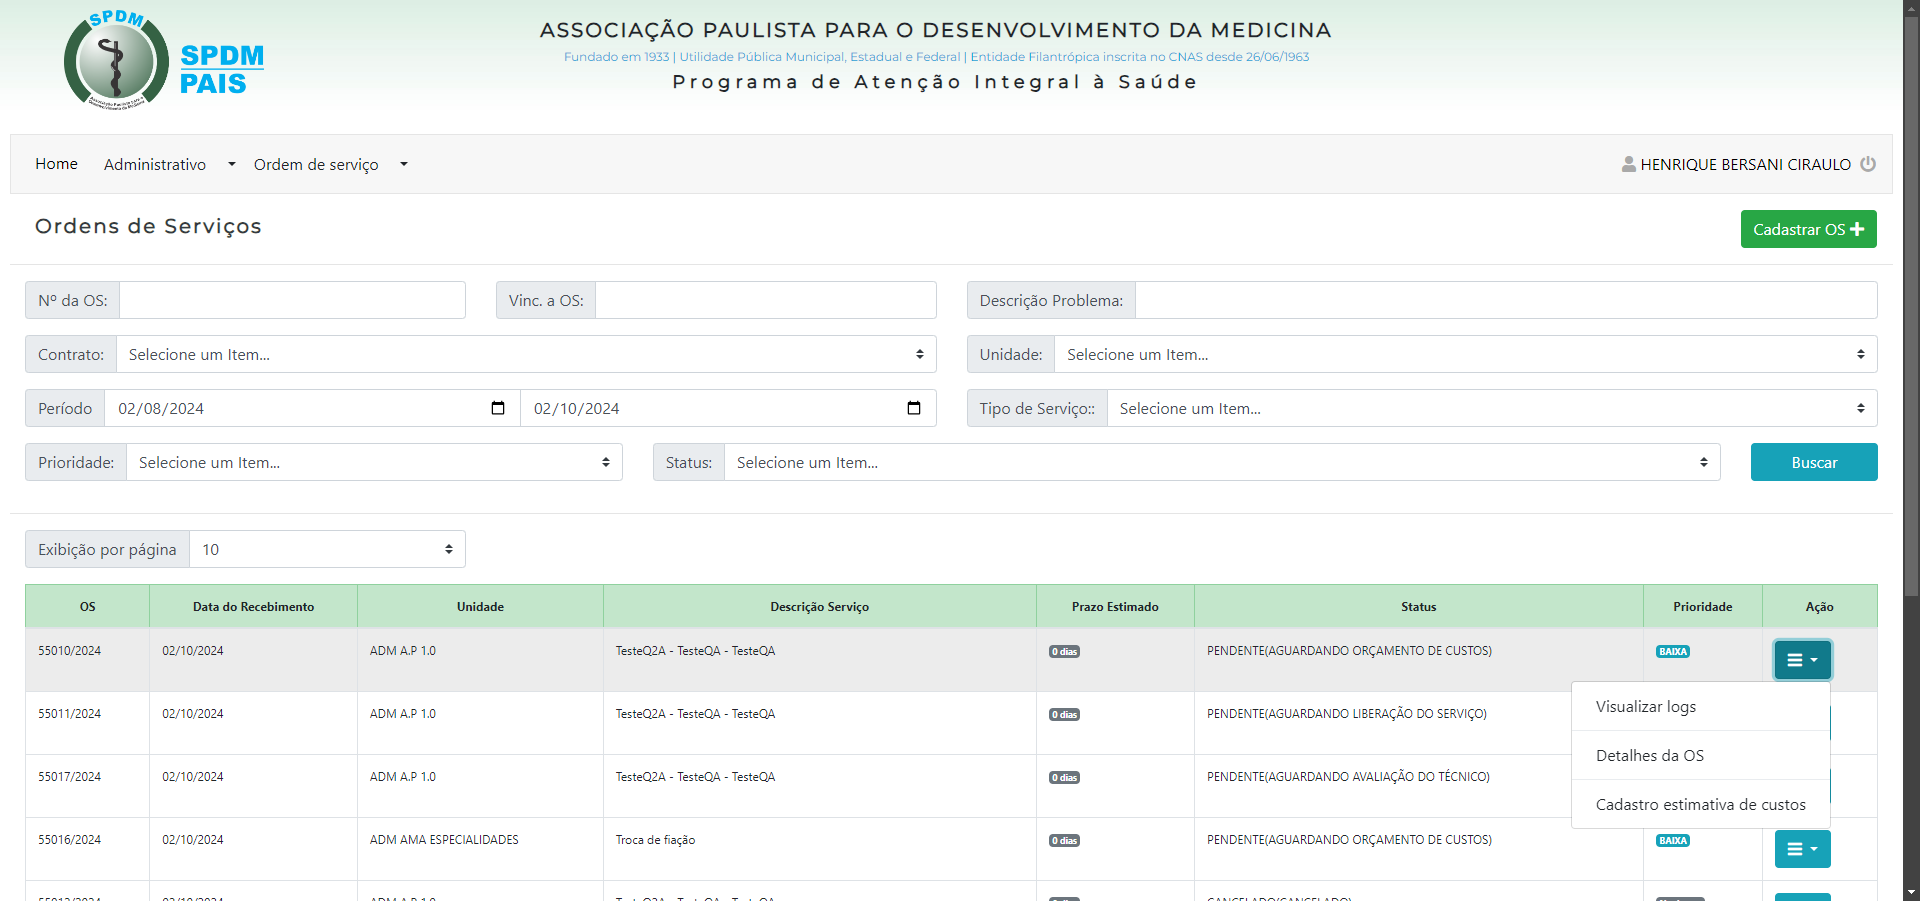 SPDM
SPDM
PAIS
Associação Paulista para o
Desenvolvimento da Medicina
ASSOCIAÇÃO PAULISTA PARA O DESENVOLVIMENTO DA MEDICINA
Fundado em 1933 | Utilidade Pública Municipal, Estadual e Federal | Entidade Filantrópica inscrita no CNAS desde 26/06/1963
Programa de Atenção Integral à Saúde
Home Administrativo Ordem de serviço HENRIQUE BERSANI CIRAULO
Ordens de Serviços
Cadastrar OS
Nº da OS: Vinc. a OS: Descrição Problema:
Contrato: Selecione um Item... Unidade: Selecione um Item...
Período 02/08/2024 02/10/2024 Tipo de Serviço:: Selecione um Item...
Prioridade: Selecione um Item... Status: Selecione um Item... Buscar
Exibição por página 10
OS Data do Recebimento Unidade Descrição Serviço Prazo Estimado Status Prioridade Ação
55010/2024 02/10/2024 ADM A.P 1.0 TesteQ2A - TesteQA - TesteQA 0 dias PENDENTE(AGUARDANDO ORÇAMENTO DE CUSTOS) BAIXA
Visualizar logs
Detalhes da OS
Cadastro estimativa de custos
55011/2024 02/10/2024 ADM A.P 1.0 TesteQ2A - TesteQA - TesteQA 0 dias PENDENTE(AGUARDANDO LIBERAÇÃO DO SERVIÇO)
55017/2024 02/10/2024 ADM A.P 1.0 TesteQ2A - TesteQA - TesteQA 0 dias PENDENTE(AGUARDANDO AVALIAÇÃO DO TÉCNICO)
55016/2024 02/10/2024 ADM AMA ESPECIALIDADES Troca de fiação 0 dias PENDENTE(AGUARDANDO ORÇAMENTO DE CUSTOS) BAIXA